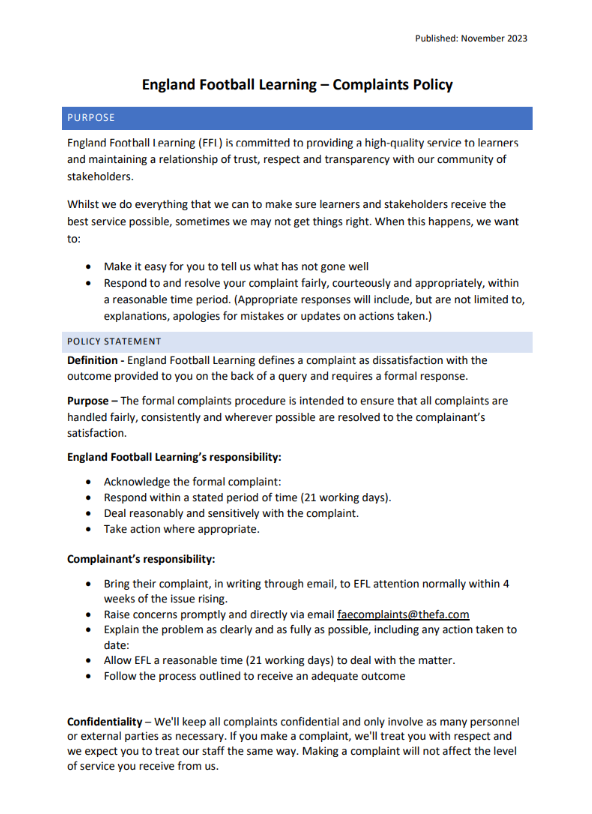 Published: November 2023
England Football Learning – Complaints Policy
PURPOSE
England Football Learning (EFL) is committed to providing a high-quality service to learners
and maintaining a relationship of trust, respect and transparency with our community of
stakeholders.
Whilst we do everything that we can to make sure learners and stakeholders receive the
best service possible, sometimes we may not get things right. When this happens, we want
to:
• Make it easy for you to tell us what has not gone well
• Respond to and resolve your complaint fairly, courteously and appropriately, within
a reasonable time period. (Appropriate responses will include, but are not limited to,
explanations, apologies for mistakes or updates on actions taken.)
POLICY STATEMENT
Definition - England Football Learning defines a complaint as dissatisfaction with the
outcome provided to you on the back of a query and requires a formal response.
Purpose – The formal complaints procedure is intended to ensure that all complaints are
handled fairly, consistently and wherever possible are resolved to the complainant's
satisfaction.
England Football Learning's responsibility:
• Acknowledge the formal complaint:
• Respond within a stated period of time (21 working days).
• Deal reasonably and sensitively with the complaint.
• Take action where appropriate.
Complainant's responsibility:
• Bring their complaint, in writing through email, to EFL attention normally within 4
weeks of the issue rising.
• Raise concerns promptly and directly via email faecomplaints@thefa.com
• Explain the problem as clearly and as fully as possible, including any action taken to
date:
• Allow EFL a reasonable time (21 working days) to deal with the matter.
• Follow the process outlined to receive an adequate outcome
Confidentiality – We'll keep all complaints confidential and only involve as many personnel
or external parties as necessary. If you make a complaint, we'll treat you with respect and
we expect you to treat our staff the same way. Making a complaint will not affect the level
of service you receive from us.